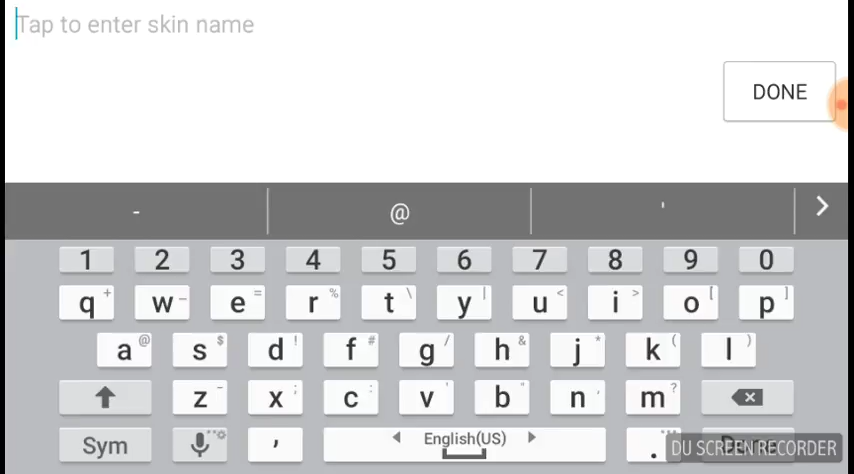 Tap to enter skin name
DONE
- @ '
1 2 3 4 5 6 7 8 9 0
q + w _ e = r % t \ y | u < i > o [ p ]
a @ s $ d ! f # g / h & j * k ( l )
z - x ; c : v ' b " n , m ?
Sym , English(US) .
DU SCREEN RECORDER